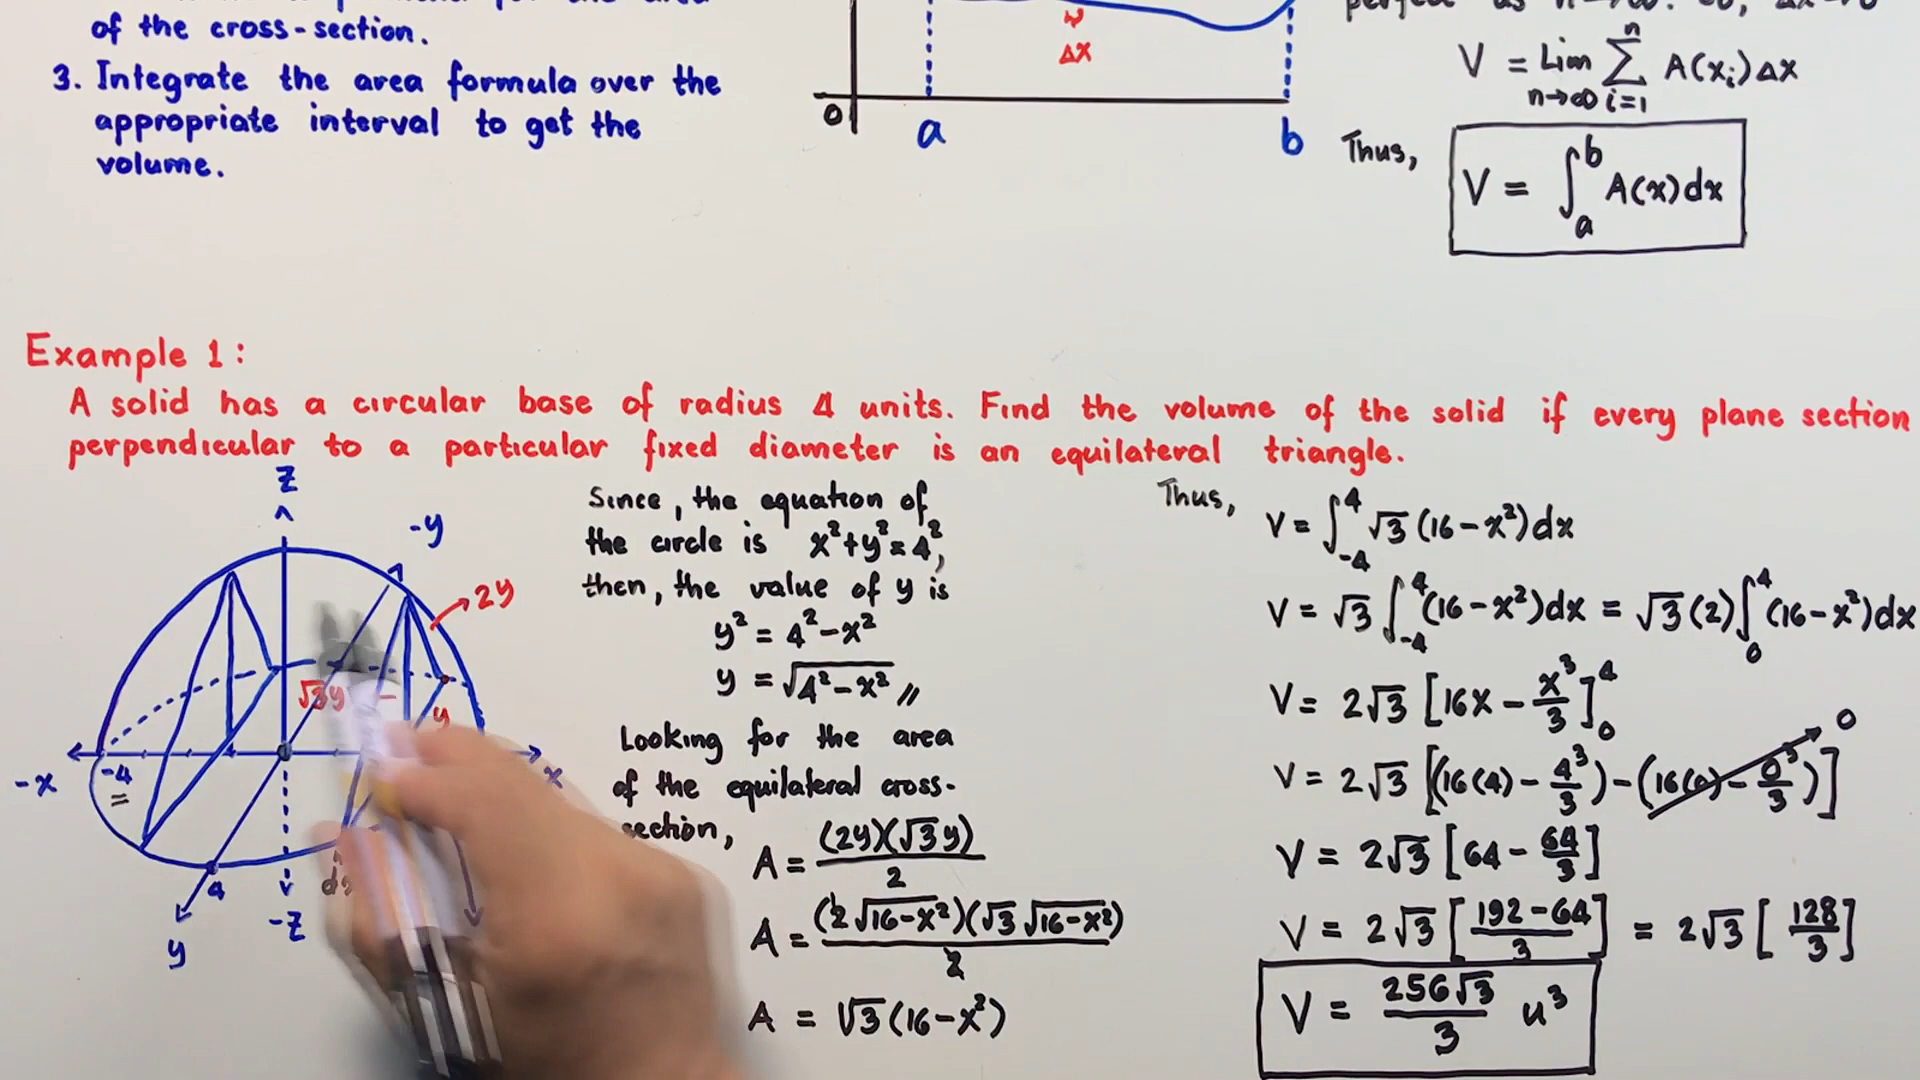 of the cross-section.
3. Integrate the area formula over the
appropriate interval to get the
volume.
Δx
0
a
b
V = Lim n→∞ ∑ i=1 n A(xᵢ)Δx
Thus,
V = ∫ₐᵇ A(x)dx
Example 1:
A solid has a circular base of radius 4 units. Find the volume of the solid if every plane section
perpendicular to a particular fixed diameter is an equilateral triangle.
z
-y
2y
√3y
y
-x
-4
x
4
-z
y
Since, the equation of
the circle is x²+y²=4²,
then, the value of y is
y² = 4²-x²
y = √(4²-x²) //
Looking for the area
of the equilateral cross-
section,
A = (2y)(√3y)/2
A = (2√(16-x²))(√3 √(16-x²))/2
A = √3(16-x²)
Thus,
V = ∫₋₄⁴ √3(16-x²)dx
V = √3 ∫₋₄⁴ (16-x²)dx = √3(2)∫₀⁴ (16-x²)dx
V = 2√3 [16x - x³/3]₀⁴
V = 2√3 [(16(4) - 4³/3) - (16(0) - 0³/3)] 0
V = 2√3 [64 - 64/3]
V = 2√3 [192-64/3] = 2√3 [128/3]
V = 256√3/3 u³